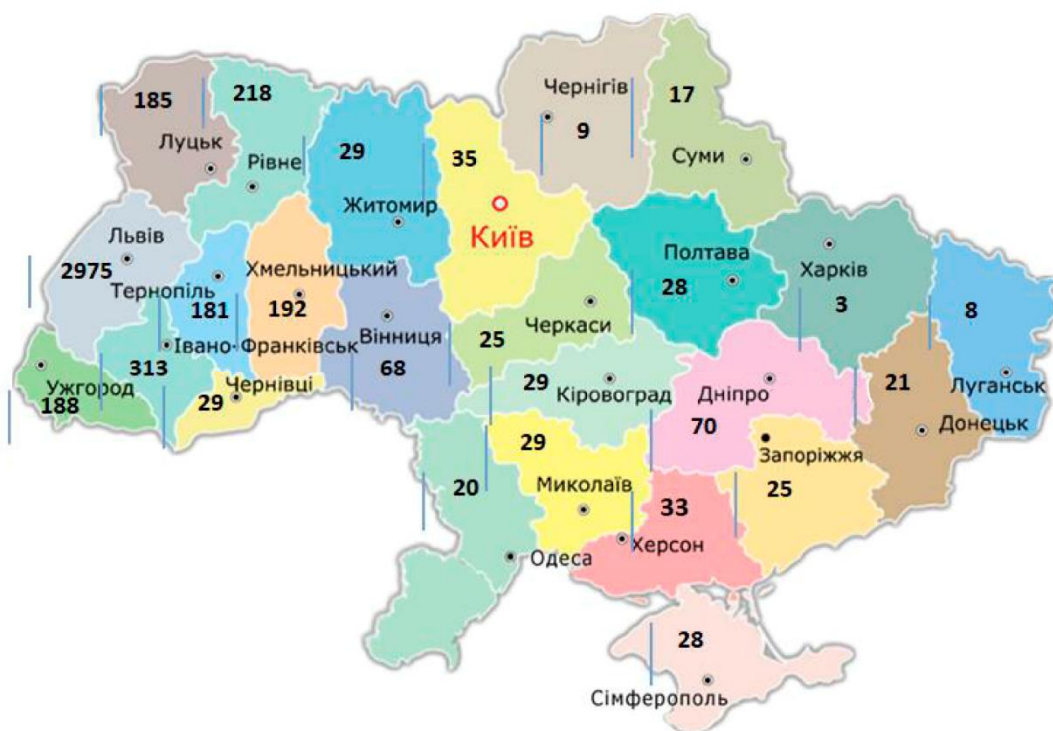 185
Луцьк
218
Рівне
29
Житомир
35
Київ
Чернігів
9
17
Суми
Львів
2975
Тернопіль
181
Хмельницький
192
Івано-Франківськ
313
Ужгород
188
Чернівці
29
Вінниця
68
Черкаси
25
Полтава
28
Харків
3
8
Луганськ
21
Донецьк
29
Кіровоград
Дніпро
70
Запоріжжя
25
29
Миколаїв
20
Одеса
33
Херсон
28
Сімферополь